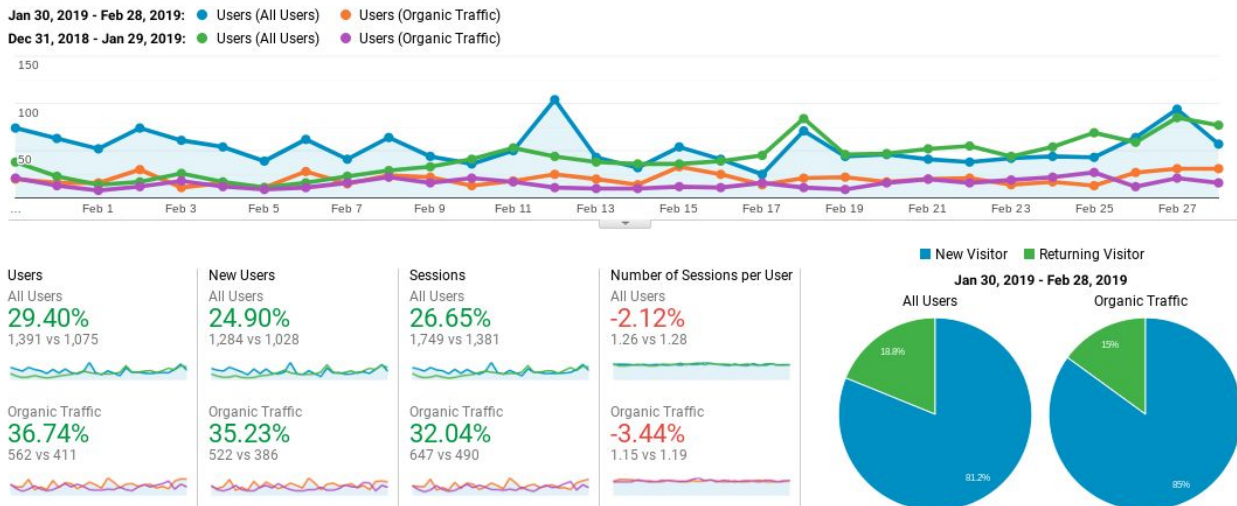 Jan 30, 2019 - Feb 28, 2019: Users (All Users) Users (Organic Traffic)
Dec 31, 2018 - Jan 29, 2019: Users (All Users) Users (Organic Traffic)
150
100
50
... Feb 1 Feb 3 Feb 5 Feb 7 Feb 9 Feb 11 Feb 13 Feb 15 Feb 17 Feb 19 Feb 21 Feb 23 Feb 25 Feb 27
Users
All Users
29.40%
1,391 vs 1,075
Organic Traffic
36.74%
562 vs 411
New Users
All Users
24.90%
1,284 vs 1,028
Organic Traffic
35.23%
522 vs 386
Sessions
All Users
26.65%
1,749 vs 1,381
Organic Traffic
32.04%
647 vs 490
Number of Sessions per User
All Users
-2.12%
1.26 vs 1.28
Organic Traffic
-3.44%
1.15 vs 1.19
New Visitor Returning Visitor
Jan 30, 2019 - Feb 28, 2019
All Users Organic Traffic
18.8% 15%
81.2% 85%